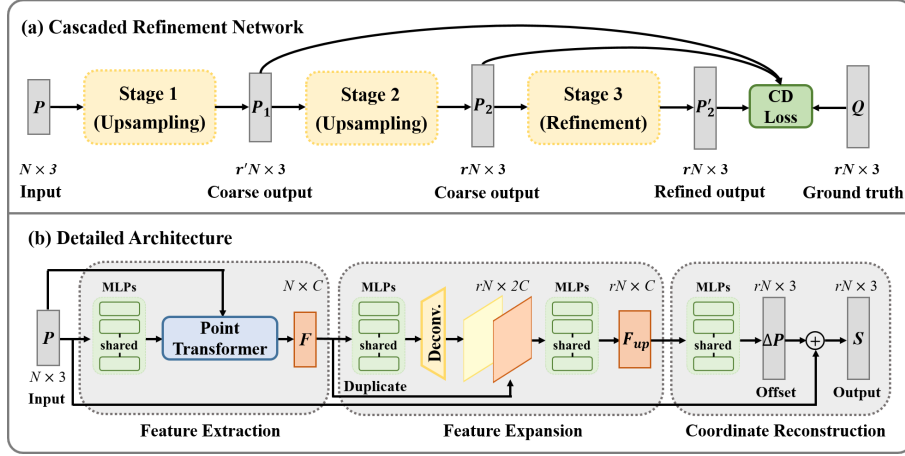 (a) Cascaded Refinement Network
P
Stage 1
(Upsampling)
P₁
Stage 2
(Upsampling)
P₂
Stage 3
(Refinement)
P₂′
CD
Loss
Q
N × 3
r′N × 3
rN × 3
rN × 3
rN × 3
Input
Coarse output
Coarse output
Refined output
Ground truth
(b) Detailed Architecture
P
N × 3
Input
MLPs
shared
Point
Transformer
N × C
F
Feature Extraction
MLPs
shared
Deconv.
Duplicate
rN × 2C
MLPs
shared
rN × C
F_up
Feature Expansion
MLPs
shared
rN × 3
ΔP
Offset
+
rN × 3
S
Output
Coordinate Reconstruction